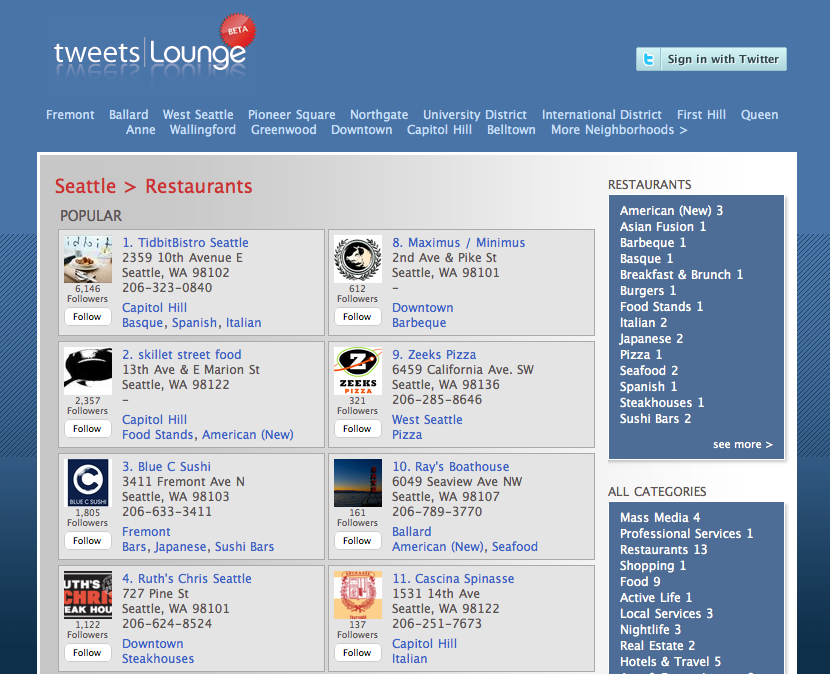 tweets Lounge
BETA
Sign in with Twitter
Fremont Ballard West Seattle Pioneer Square Northgate University District International District First Hill Queen
Anne Wallingford Greenwood Downtown Capitol Hill Belltown More Neighborhoods >
Seattle > Restaurants
POPULAR
tidbit
6,146
Followers
Follow
1. TidbitBistro Seattle
2359 10th Avenue E
Seattle, WA 98102
206-323-0840
Capitol Hill
Basque, Spanish, Italian
612
Followers
Follow
8. Maximus / Minimus
2nd Ave & Pike St
Seattle, WA 98101
–
Downtown
Barbeque
2,357
Followers
Follow
2. skillet street food
13th Ave & E Marion St
Seattle, WA 98122
–
Capitol Hill
Food Stands, American (New)
Z
ZEEKS
PIZZA
321
Followers
Follow
9. Zeeks Pizza
6459 California Ave. SW
Seattle, WA 98136
206-285-8646
West Seattle
Pizza
C
BLUE C SUSHI
1,805
Followers
Follow
3. Blue C Sushi
3411 Fremont Ave N
Seattle, WA 98103
206-633-3411
Fremont
Bars, Japanese, Sushi Bars
161
Followers
Follow
10. Ray's Boathouse
6049 Seaview Ave NW
Seattle, WA 98107
206-789-3770
Ballard
American (New), Seafood
UTH'S
CHRI
EAK HOU
1,122
Followers
Follow
4. Ruth's Chris Seattle
727 Pine St
Seattle, WA 98101
206-624-8524
Downtown
Steakhouses
137
Followers
Follow
11. Cascina Spinasse
1531 14th Ave
Seattle, WA 98122
206-251-7673
Capitol Hill
Italian
RESTAURANTS
American (New) 3
Asian Fusion 1
Barbeque 1
Basque 1
Breakfast & Brunch 1
Burgers 1
Food Stands 1
Italian 2
Japanese 2
Pizza 1
Seafood 2
Spanish 1
Steakhouses 1
Sushi Bars 2
see more >
ALL CATEGORIES
Mass Media 4
Professional Services 1
Restaurants 13
Shopping 1
Food 9
Active Life 1
Local Services 3
Nightlife 3
Real Estate 2
Hotels & Travel 5